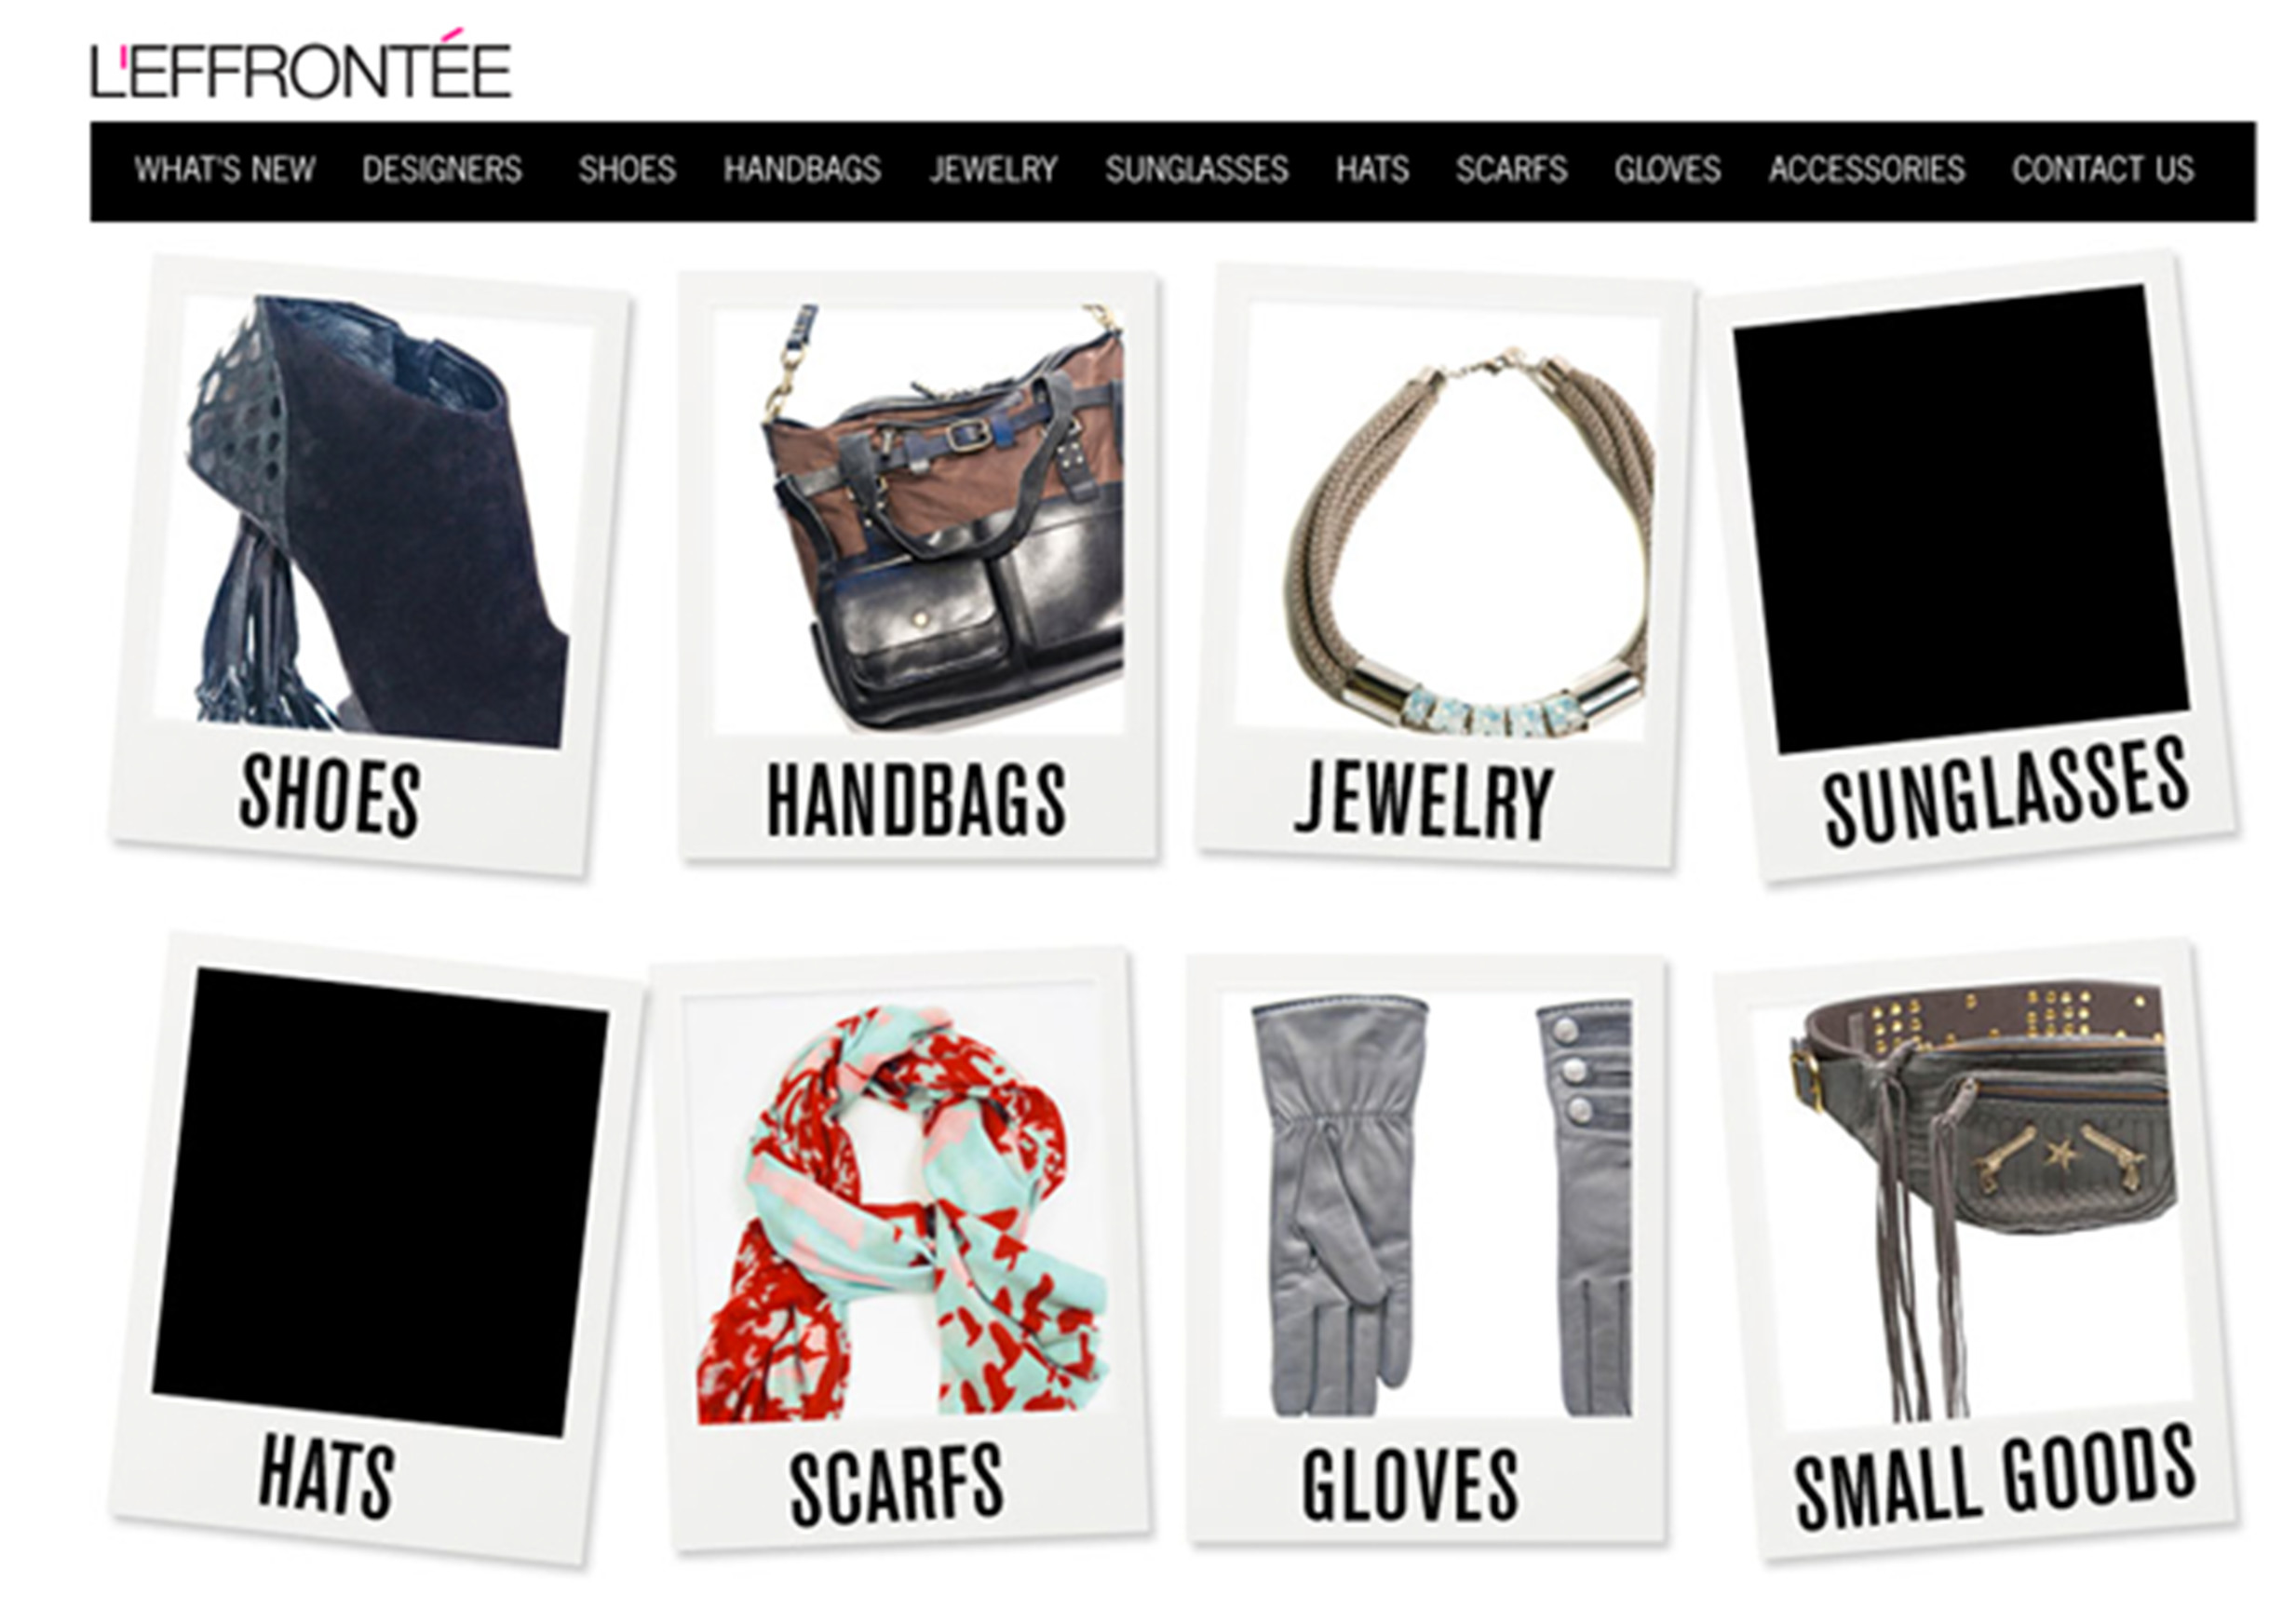 L'EFFRONTÉE
WHAT'S NEW DESIGNERS SHOES HANDBAGS JEWELRY SUNGLASSES HATS SCARFS GLOVES ACCESSORIES CONTACT US
SHOES
HANDBAGS
JEWELRY
SUNGLASSES
HATS
SCARFS
GLOVES
SMALL GOODS